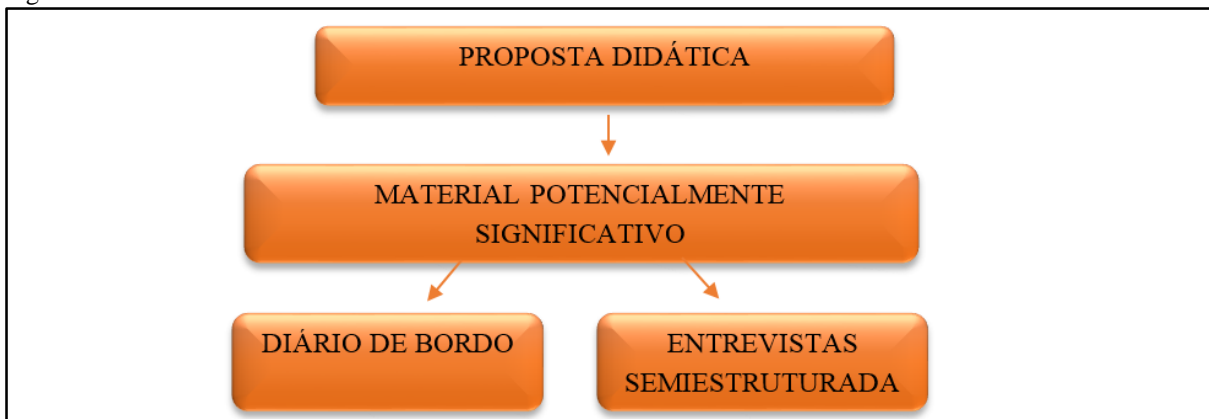 PROPOSTA DIDÁTICA
MATERIAL POTENCIALMENTE
SIGNIFICATIVO
DIÁRIO DE BORDO
ENTREVISTAS
SEMIESTRUTURADA